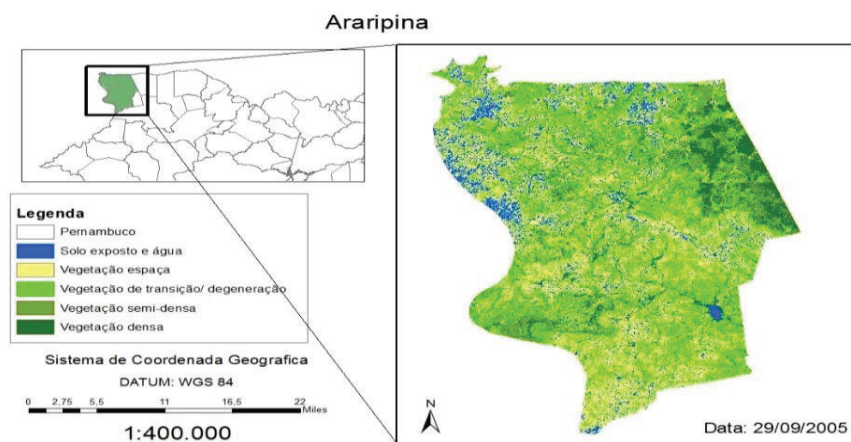 Araripina
Legenda
Pernambuco
Solo exposto e água
Vegetação espaça
Vegetação de transição/ degeneração
Vegetação semi-densa
Vegetação densa
Sistema de Coordenada Geografica
DATUM: WGS 84
0 2.75 5.5 11 16.5 22
Miles
1:400.000
N
Data: 29/09/2005